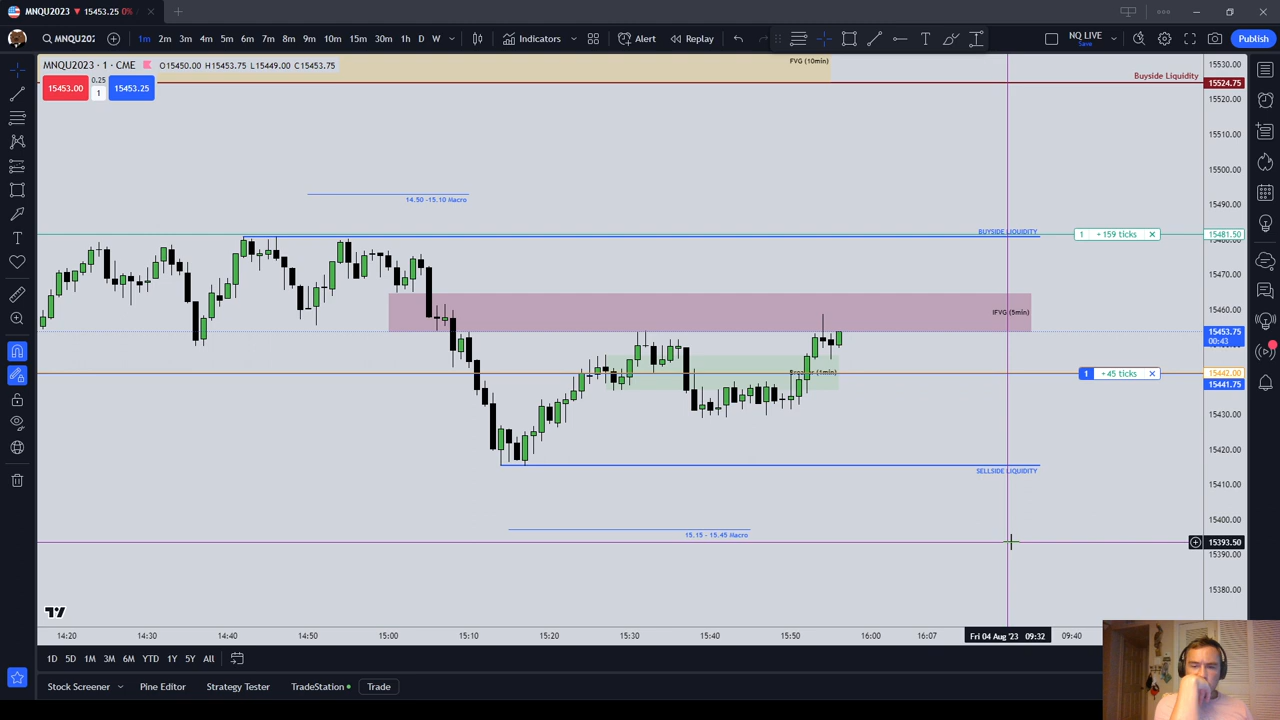 MNQU2023 ▼ 15453.25 0% /
MNQU202 1m 2m 3m 4m 5m 6m 7m 8m 9m 10m 15m 30m 1h D W Indicators Alert Replay NQ LIVE Save Publish
MNQU2023 · 1 · CME O15450.00 H15453.75 L15449.00 C15453.75
15453.00 0.25 1 15453.25
FVG (10min)
Buyside Liquidity
14.50 -15.10 Macro
BUYSIDE LIQUIDITY
1 +159 ticks
IFVG (5min)
1 +45 ticks
SELLSIDE LIQUIDITY
15.15 - 15.45 Macro
15530.00
15524.75
15520.00
15510.00
15500.00
15490.00
15481.50
15470.00
15460.00
15453.75
00:43
15442.00
15441.75
15430.00
15420.00
15410.00
15400.00
15393.50
15390.00
15380.00
14:20 14:30 14:40 14:50 15:00 15:10 15:20 15:30 15:40 15:50 16:00 16:07 Fri 04 Aug '23 09:32 09:40
1D 5D 1M 3M 6M YTD 1Y 5Y All
Stock Screener Pine Editor Strategy Tester TradeStation Trade